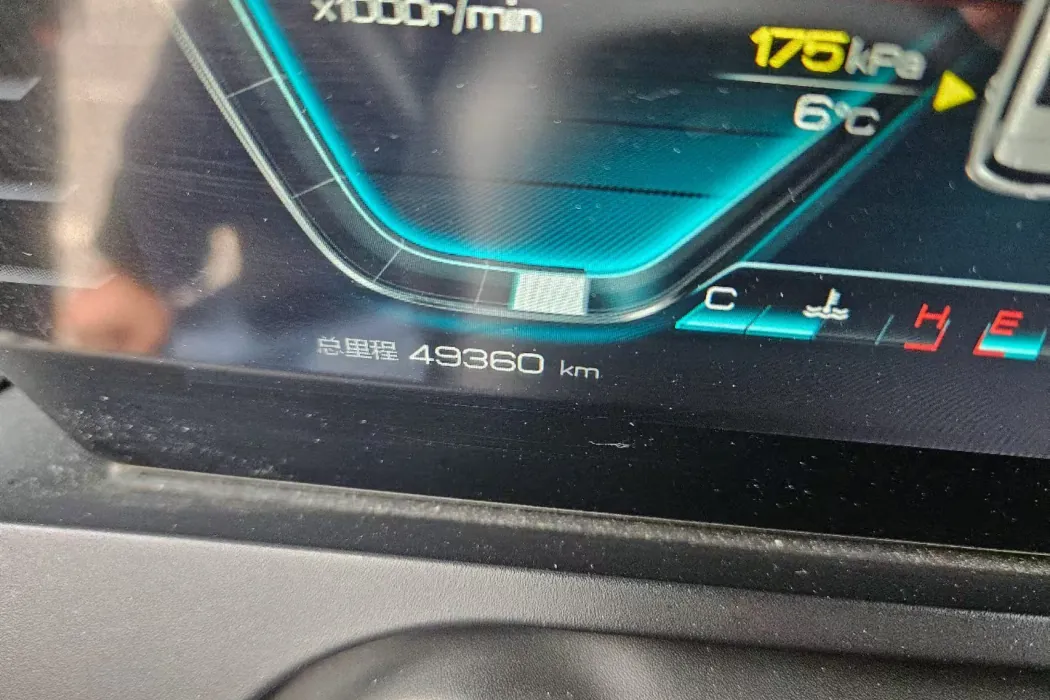 x1000r/min
175kPa
6℃
C H E
总里程 49360 km